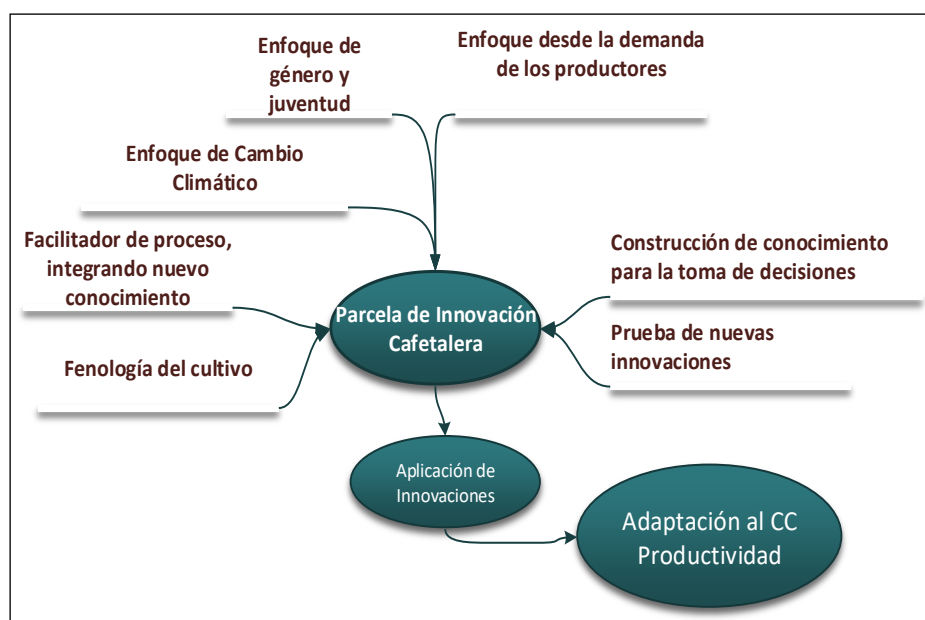 Enfoque de
género y
juventud
Enfoque desde la demanda
de los productores
Enfoque de Cambio
Climático
Facilitador de proceso,
integrando nuevo
conocimiento
Construcción de conocimiento
para la toma de decisiones
Parcela de Innovación
Cafetalera
Prueba de nuevas
innovaciones
Fenología del cultivo
Aplicación de
Innovaciones
Adaptación al CC
Productividad